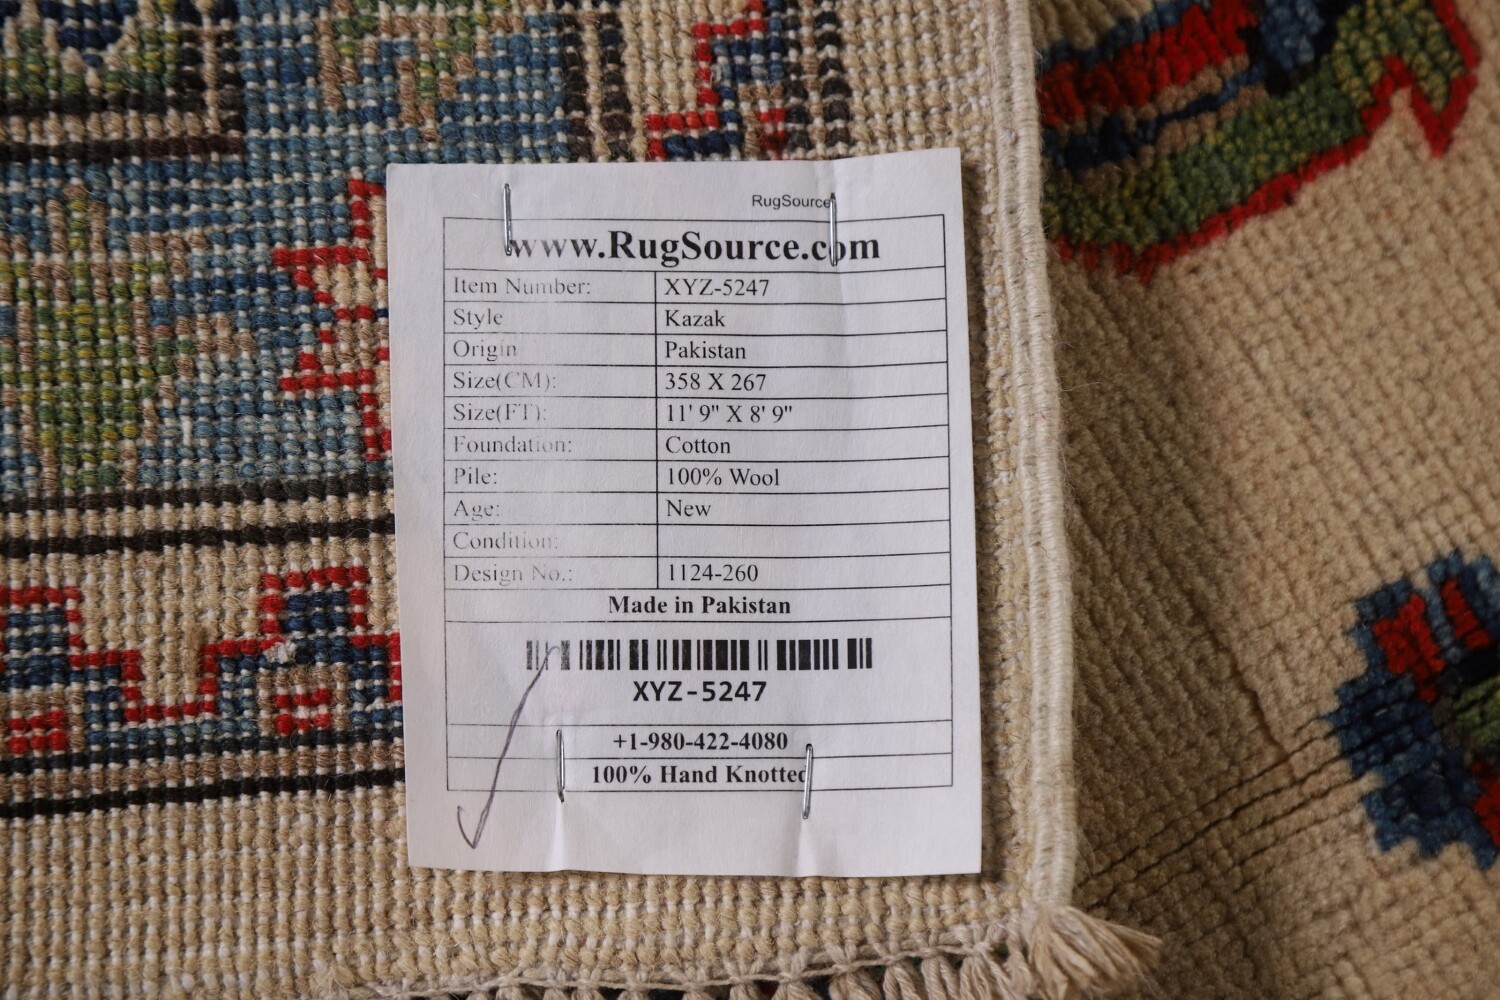 RugSource
www.RugSource.com
Item Number: XYZ-5247
Style Kazak
Origin Pakistan
Size(CM): 358 X 267
Size(FT): 11' 9" X 8' 9"
Foundation: Cotton
Pile: 100% Wool
Age: New
Condition:
Design No.: 1124-260
Made in Pakistan
XYZ-5247
+1-980-422-4080
100% Hand Knotted